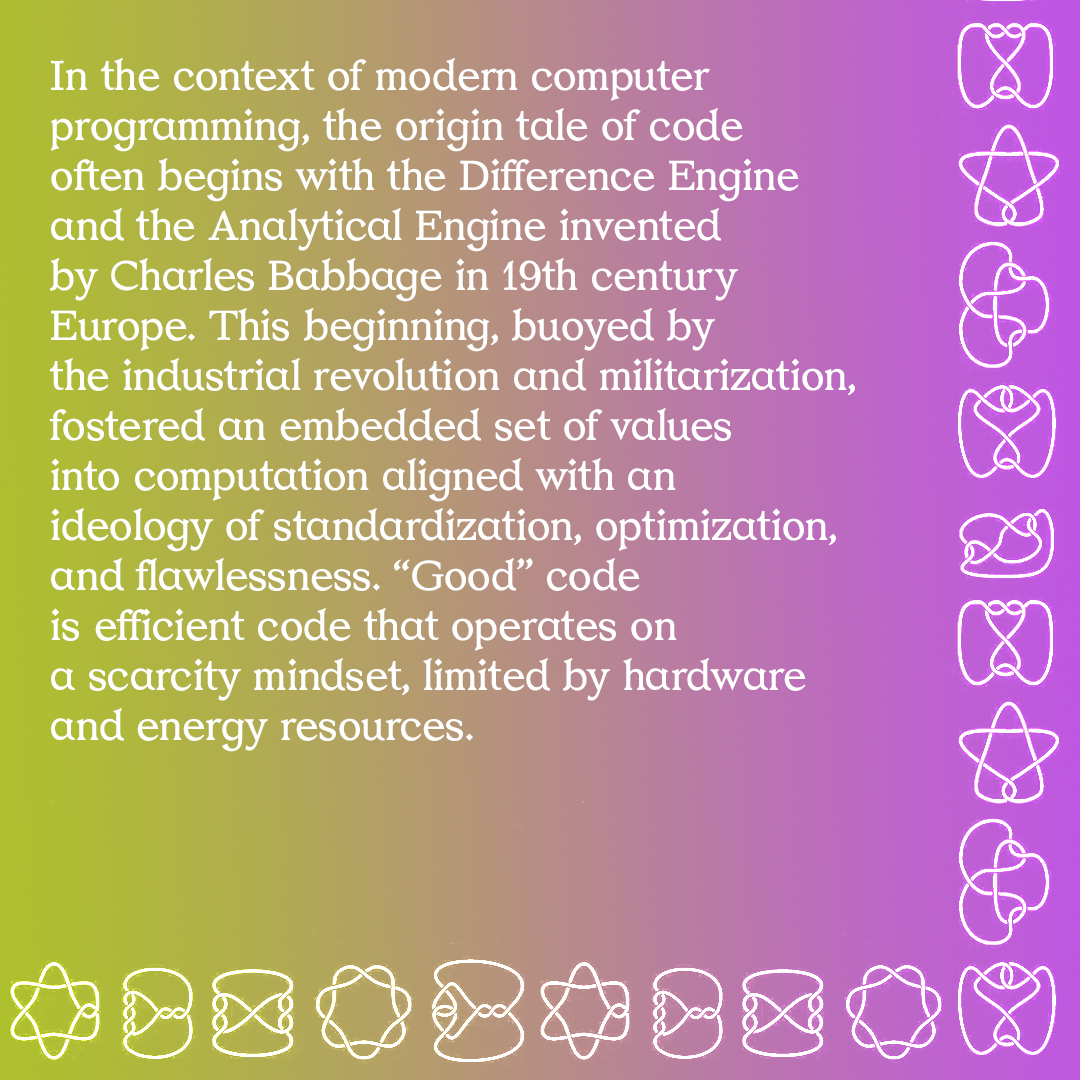 In the context of modern computer
programming, the origin tale of code
often begins with the Difference Engine
and the Analytical Engine invented
by Charles Babbage in 19th century
Europe. This beginning, buoyed by
the industrial revolution and militarization,
fostered an embedded set of values
into computation aligned with an
ideology of standardization, optimization,
and flawlessness. “Good” code
is efficient code that operates on
a scarcity mindset, limited by hardware
and energy resources.